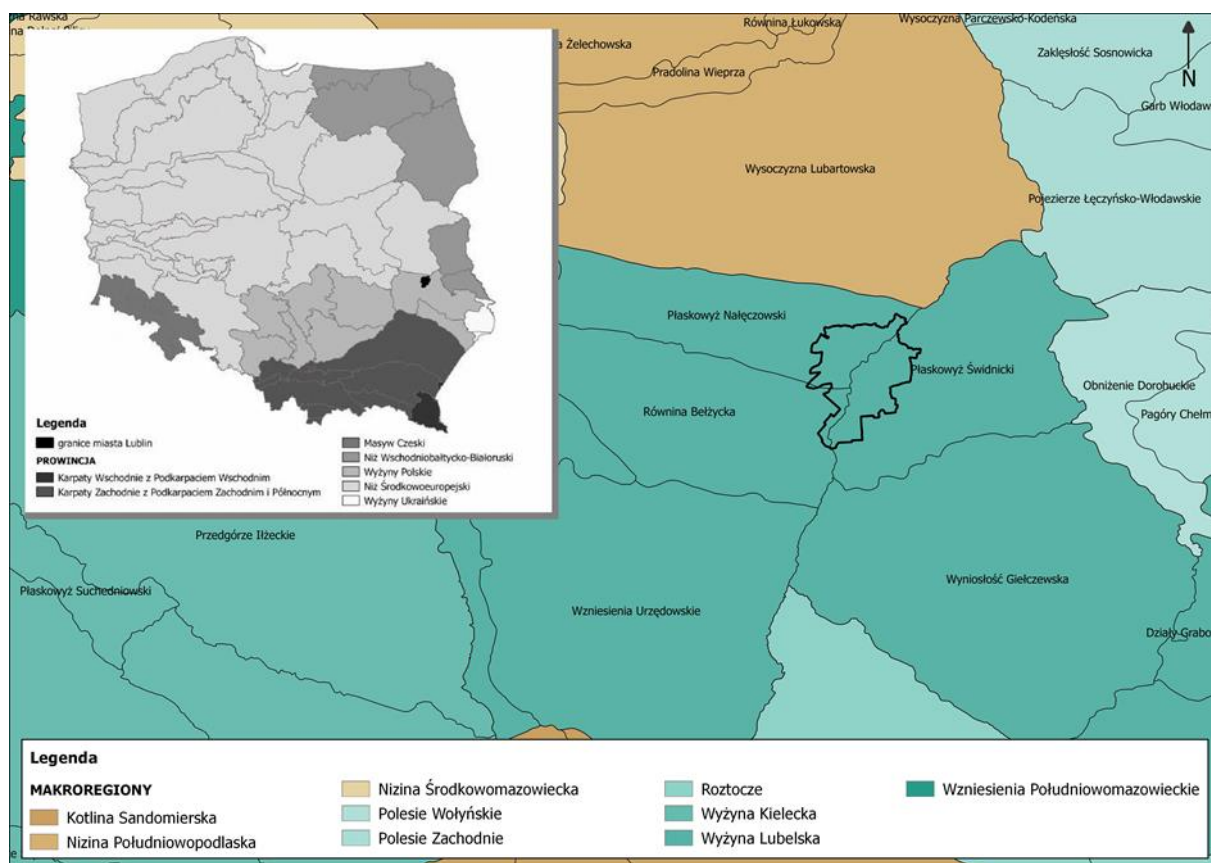 na Rawska
Równina Łukowska
Wysoczyzna Parczewsko-Kodeńska
Żelechowska
Zaklęsłość Sosnowicka
Pradolina Wieprza
N
Garb Włodaw
Wysoczyzna Lubartowska
Pojezierze Łęczyńsko-Włodawskie
Płaskowyż Nałęczowski
Płaskowyż Świdnicki
Obniżenie Dorohuckie
Równina Bełżycka
Pagóry Chełm
Legenda
granice miasta Lublin
PROWINCJA
Karpaty Wschodnie z Podkarpaciem Wschodnim
Karpaty Zachodnie z Podkarpaciem Zachodnim i Północnym
Masyw Czeski
Niż Wschodniobałtycko-Białoruski
Wyżyny Polskie
Niż Środkowoeuropejski
Wyżyny Ukraińskie
Przedgórze Iłżeckie
Płaskowyż Suchedniowski
Wyniosłość Giełczewska
Wzniesienia Urzędowskie
Działy Grabo
Legenda
MAKROREGIONY
Kotlina Sandomierska
Nizina Południowopodlaska
Nizina Środkowomazowiecka
Polesie Wołyńskie
Polesie Zachodnie
Roztocze
Wyżyna Kielecka
Wyżyna Lubelska
Wzniesienia Południowomazowieckie